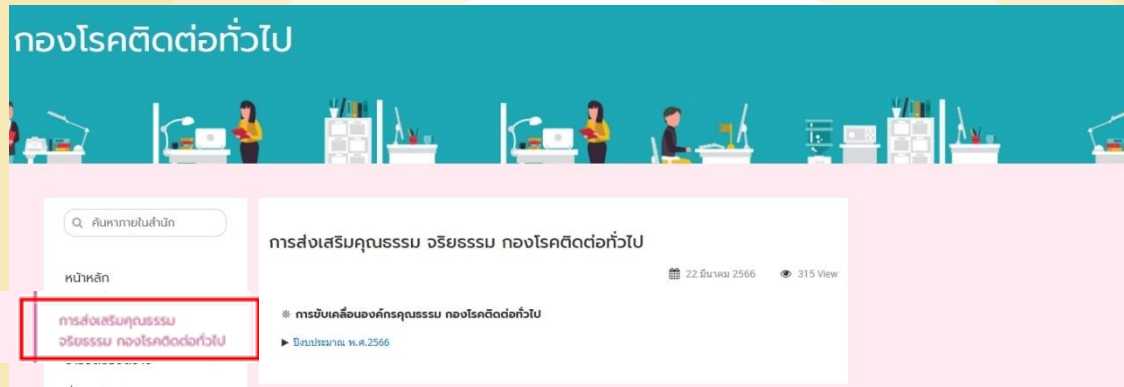 กองโรคติดต่อทั่วไป
ค้นหาภายในสำนัก
หน้าหลัก
การส่งเสริมคุณธรรม
จริยธรรม กองโรคติดต่อทั่วไป
การส่งเสริมคุณธรรม จริยธรรม กองโรคติดต่อทั่วไป
22 มีนาคม 2566 315 View
การขับเคลื่อนองค์กรคุณธรรม กองโรคติดต่อทั่วไป
ปีงบประมาณ พ.ศ.2566